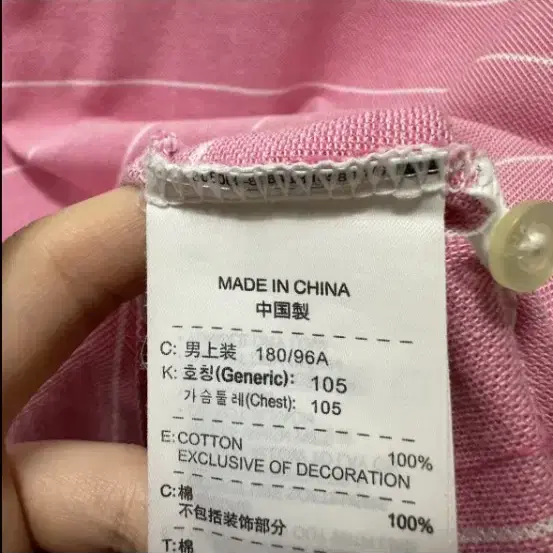 MADE IN CHINA
中国製
C: 男上装 180/96A
K: 호칭(Generic): 105
가슴둘레(Chest): 105
E: COTTON 100%
EXCLUSIVE OF DECORATION
C: 棉 100%
不包括装饰部分
T: 棉